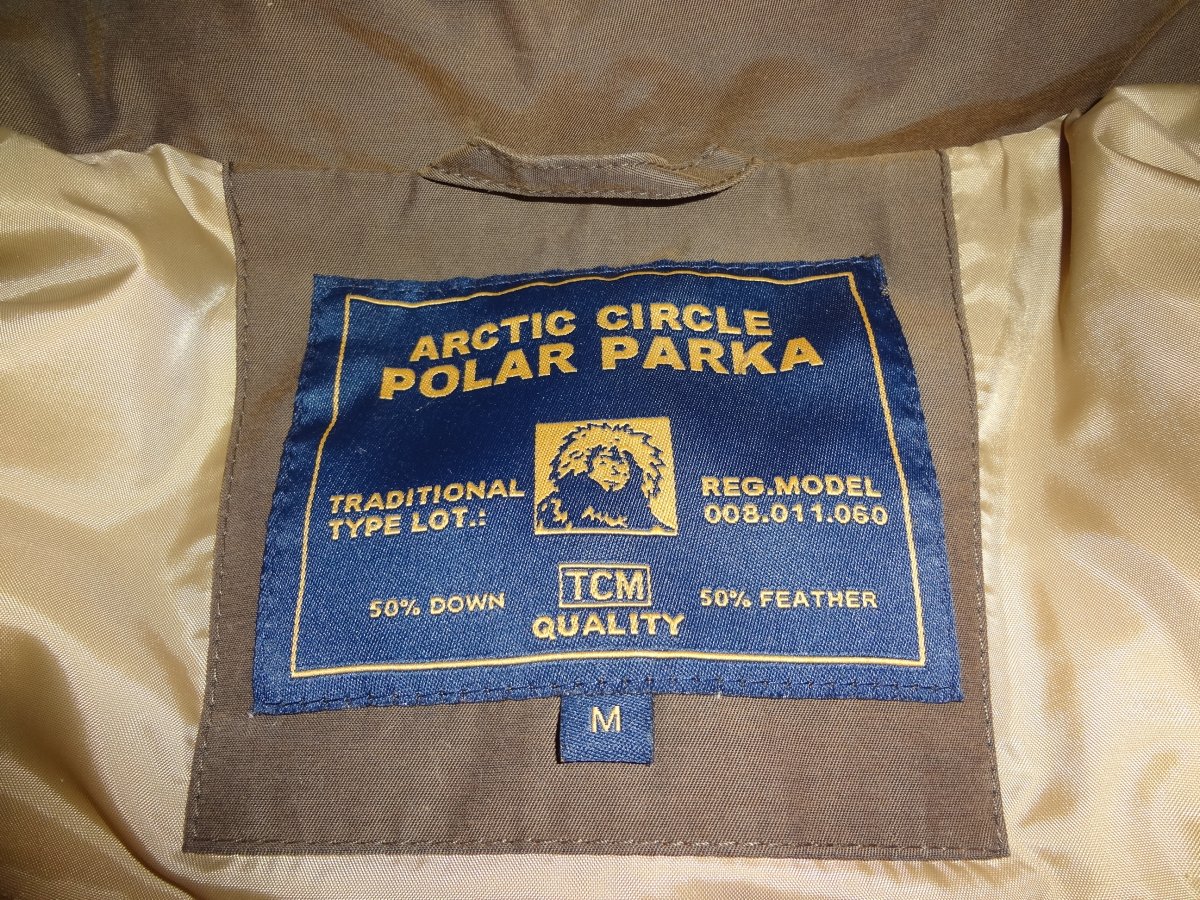 ARCTIC CIRCLE
POLAR PARKA
TRADITIONAL
TYPE LOT.:
REG.MODEL
008.011.060
50% DOWN
TCM
QUALITY
50% FEATHER
M